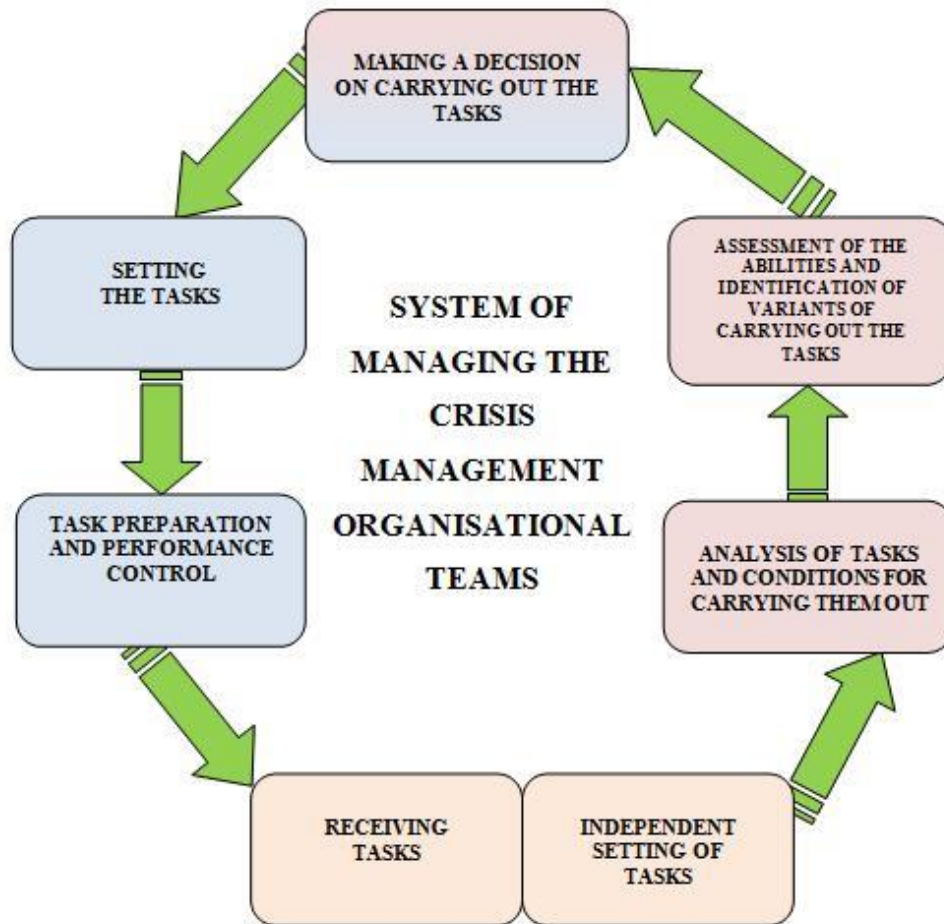 MAKING A DECISION
ON CARRYING OUT THE
TASKS
SETTING
THE TASKS
ASSESSMENT OF THE
ABILITIES AND
IDENTIFICATION OF
VARIANTS OF
CARRYING OUT THE
TASKS
SYSTEM OF
MANAGING THE
CRISIS
MANAGEMENT
ORGANISATIONAL
TEAMS
TASK PREPARATION
AND PERFORMANCE
CONTROL
ANALYSIS OF TASKS
AND CONDITIONS FOR
CARRYING THEM OUT
RECEIVING
TASKS
INDEPENDENT
SETTING OF
TASKS